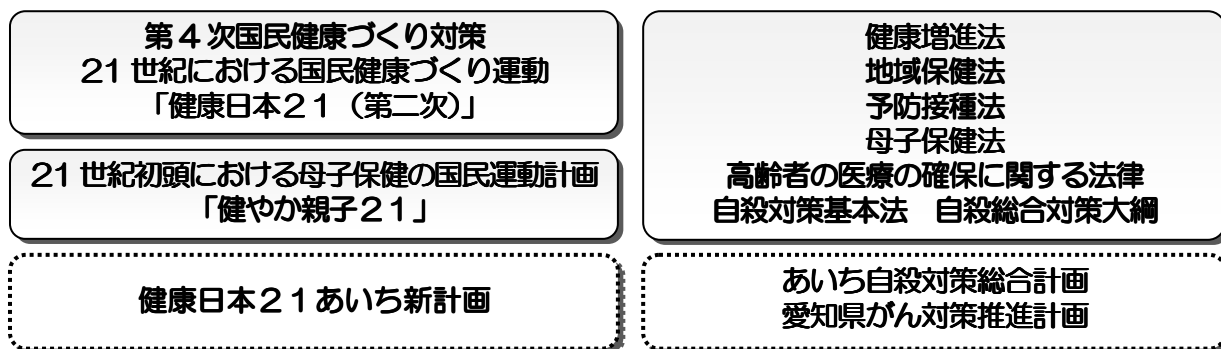 第４次国民健康づくり対策
21 世紀における国民健康づくり運動
「健康日本２１（第二次）」
21 世紀初頭における母子保健の国民運動計画
「健やか親子２１」
健康日本２１あいち新計画
健康増進法
地域保健法
予防接種法
母子保健法
高齢者の医療の確保に関する法律
自殺対策基本法　自殺総合対策大綱
あいち自殺対策総合計画
愛知県がん対策推進計画